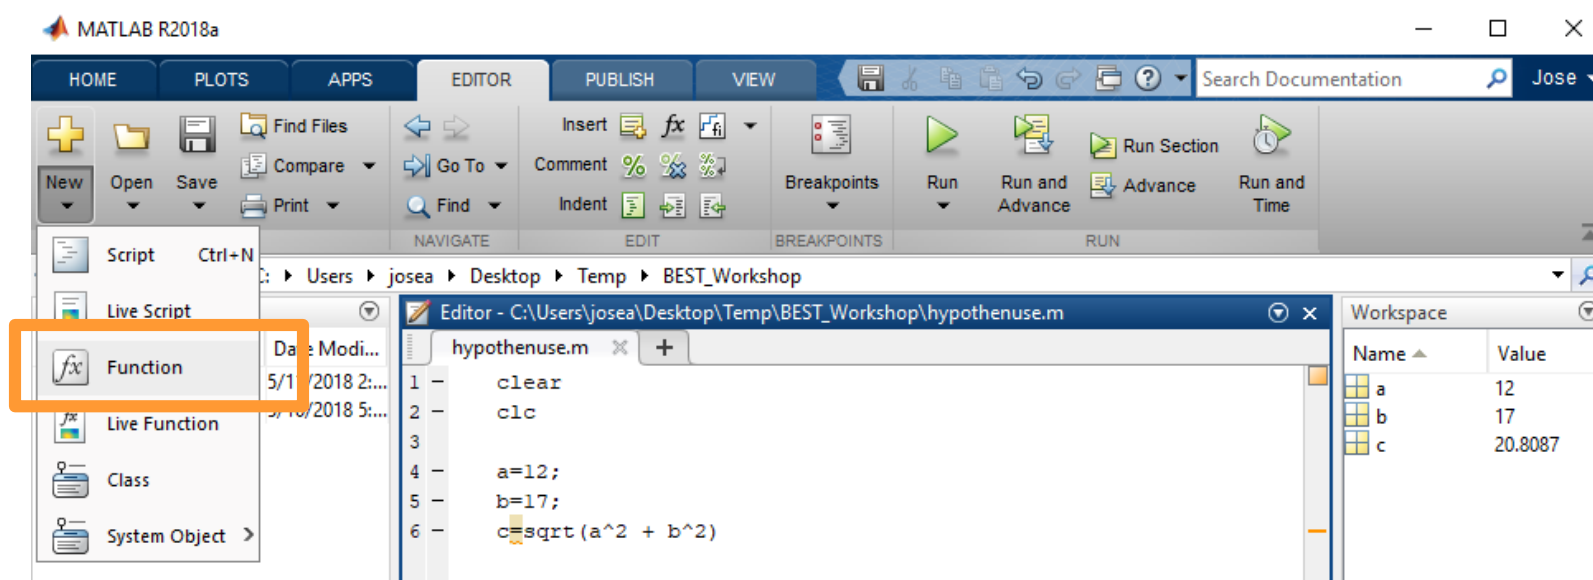 MATLAB R2018a
HOME PLOTS APPS EDITOR PUBLISH VIEW Search Documentation Jose
New Open Save Find Files Compare Print
Go To Find
Insert fx fi
Comment
Indent
Breakpoints Run Run and Advance Run Section Advance Run and Time
NAVIGATE EDIT BREAKPOINTS RUN
Script Ctrl+N
Live Script
Function
Live Function
Class
System Object
Users josea Desktop Temp BEST_Workshop
Date Modi...
5/11/2018 2:...
/2018 5:...
Editor - C:\Users\josea\Desktop\Temp\BEST_Workshop\hypothenuse.m
hypothenuse.m
1 clear
2 clc
3
4 a=12;
5 b=17;
6 c=sqrt(a^2 + b^2)
Workspace
Name Value
a 12
b 17
c 20.8087